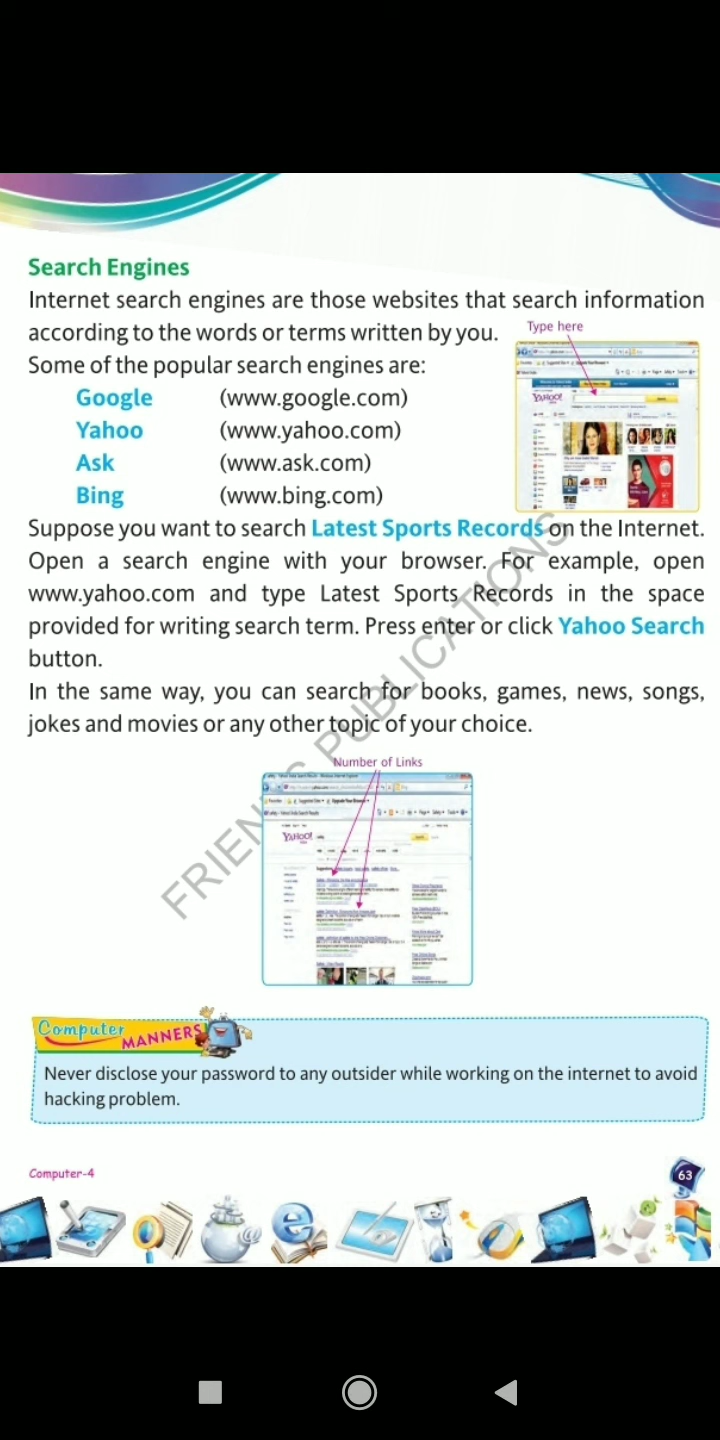 Search Engines
Internet search engines are those websites that search information
according to the words or terms written by you.
Type here
Some of the popular search engines are:
Google (www.google.com)
Yahoo (www.yahoo.com)
Ask (www.ask.com)
Bing (www.bing.com)
YAHOO!
Suppose you want to search Latest Sports Records on the Internet.
Open a search engine with your browser. For example, open
www.yahoo.com and type Latest Sports Records in the space
provided for writing search term. Press enter or click Yahoo Search
button.
In the same way, you can search for books, games, news, songs,
jokes and movies or any other topic of your choice.
Number of Links
YAHOO!
FRIENDS PUBLICATIONS
Computer MANNERS
Never disclose your password to any outsider while working on the internet to avoid
hacking problem.
Computer-4
63